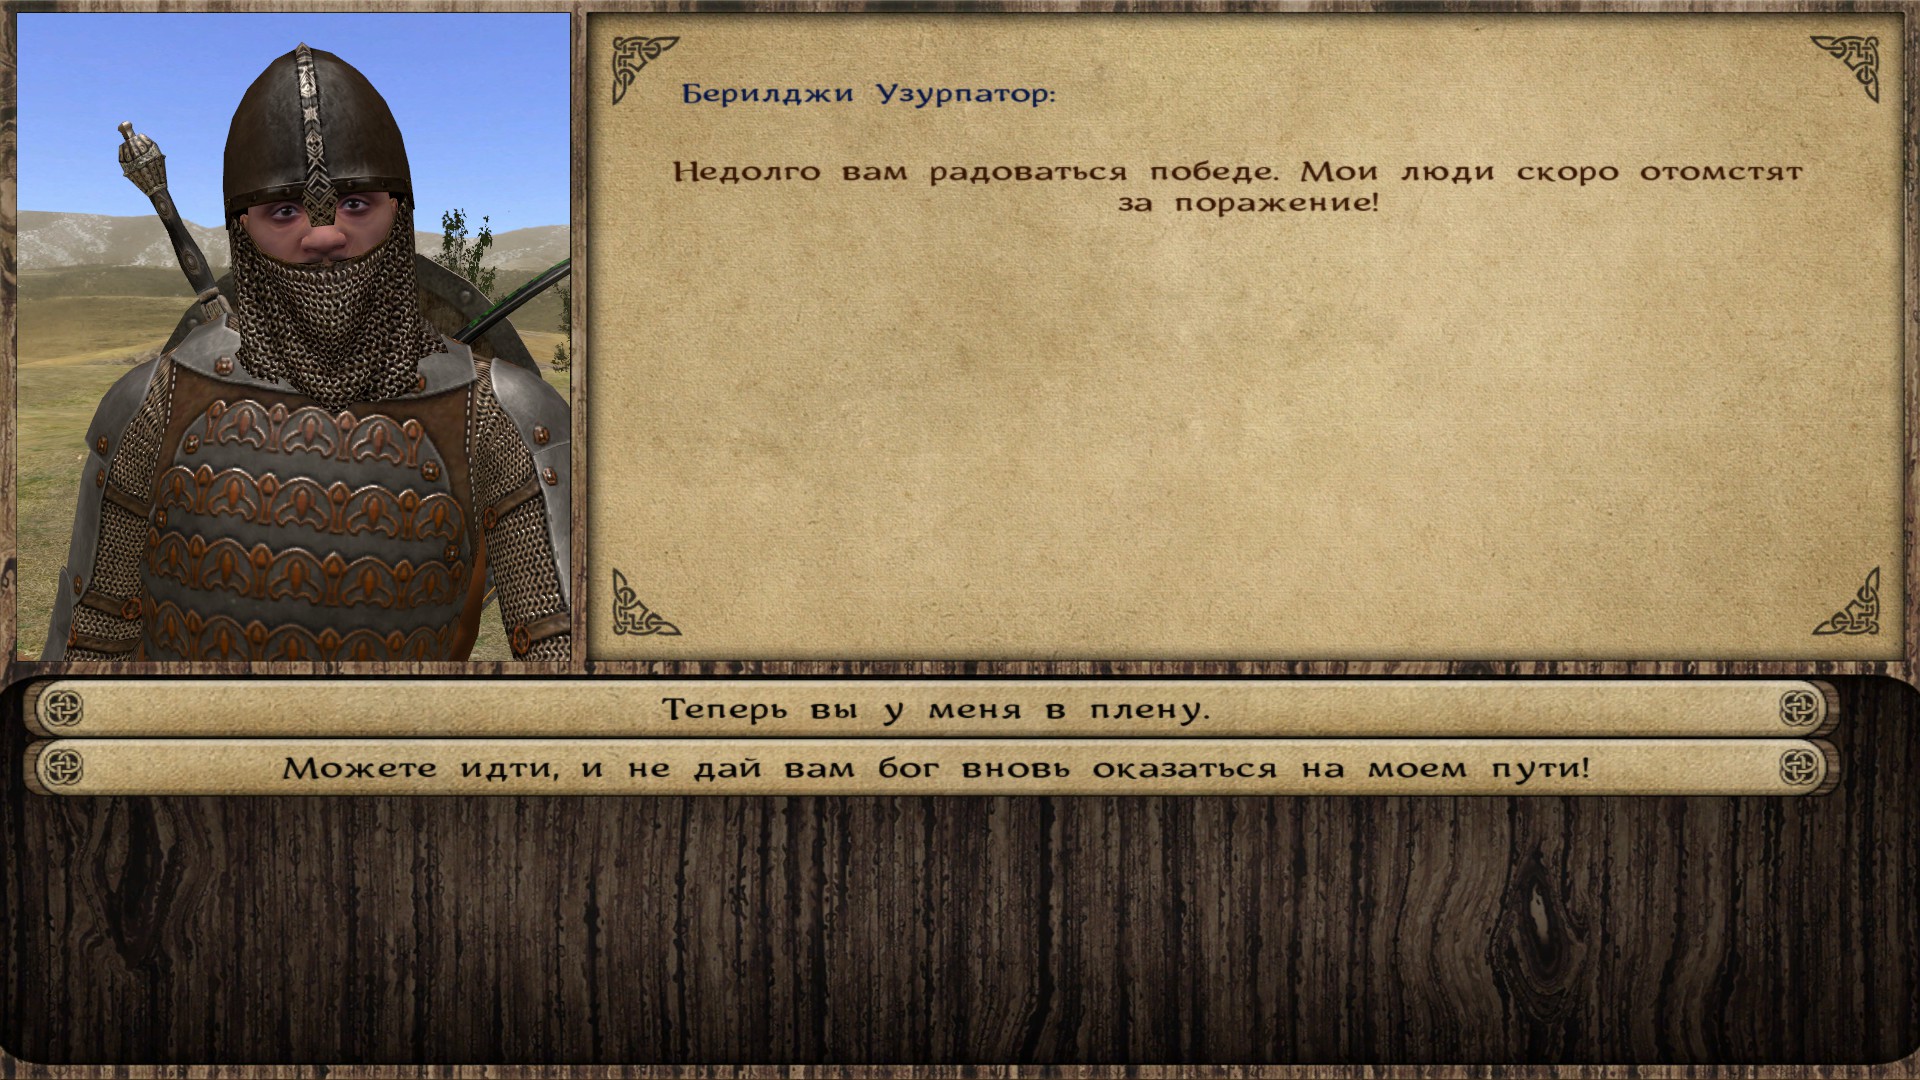 Берилджи Узурпатор:
Недолго вам радоваться победе. Мои люди скоро отомстят
за поражение!
Теперь вы у меня в плену.
Можете идти, и не дай вам бог вновь оказаться на моем пути!